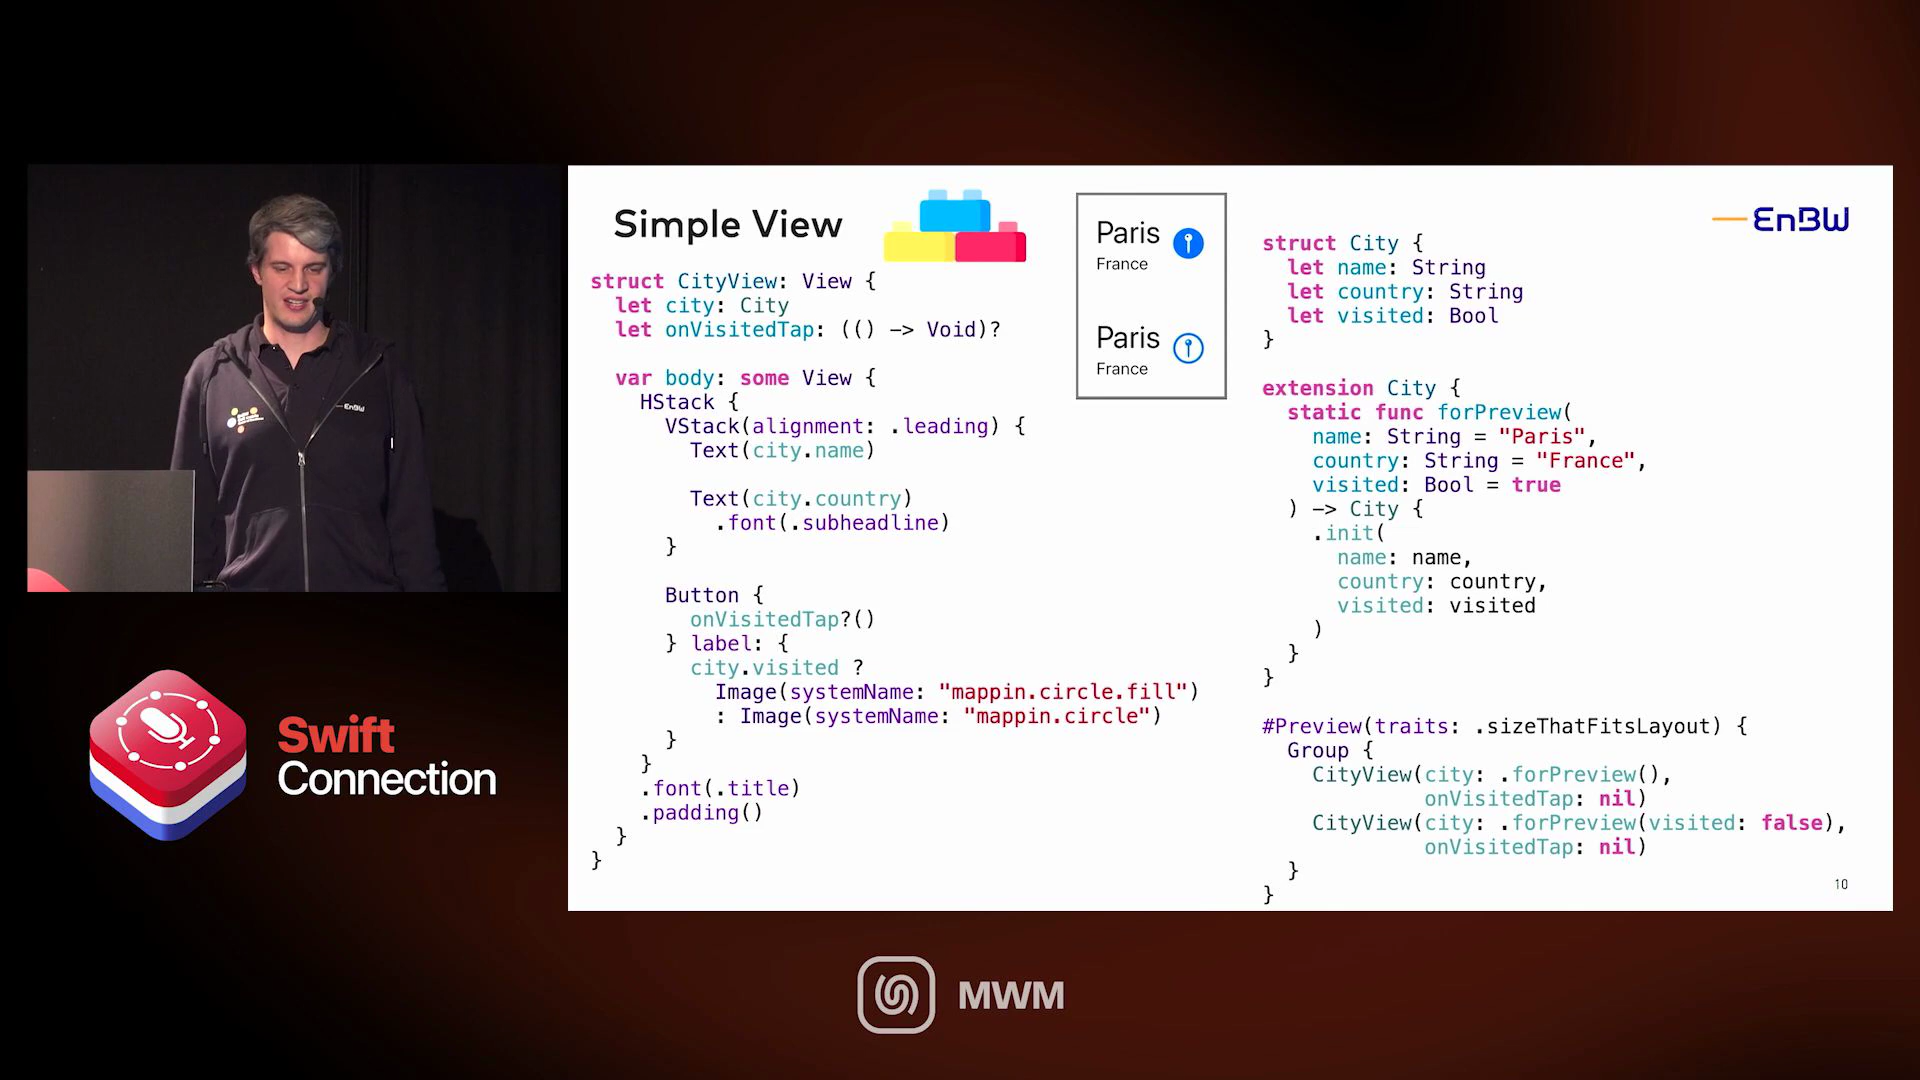 Simple View
struct CityView: View {
  let city: City
  let onVisitedTap: (() -> Void)?

  var body: some View {
    HStack {
      VStack(alignment: .leading) {
        Text(city.name)

        Text(city.country)
          .font(.subheadline)
      }

      Button {
        onVisitedTap?()
      } label: {
        city.visited ?
          Image(systemName: "mappin.circle.fill")
          : Image(systemName: "mappin.circle")
      }
    }
    .font(.title)
    .padding()
  }
}
Paris
France
Paris
France
EnBW
struct City {
  let name: String
  let country: String
  let visited: Bool
}

extension City {
  static func forPreview(
    name: String = "Paris",
    country: String = "France",
    visited: Bool = true
  ) -> City {
    .init(
      name: name,
      country: country,
      visited: visited
    )
  }
}

#Preview(traits: .sizeThatFitsLayout) {
  Group {
    CityView(city: .forPreview(),
             onVisitedTap: nil)
    CityView(city: .forPreview(visited: false),
             onVisitedTap: nil)
  }
}
10
EnBW
Swift
Connection
MWM